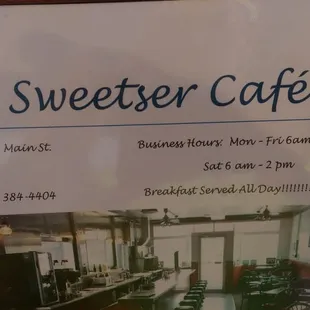 Sweetser Café
Main St. Business Hours: Mon - Fri 6am
Sat 6 am - 2 pm
384-4404 Breakfast Served All Day!!!!!!!!